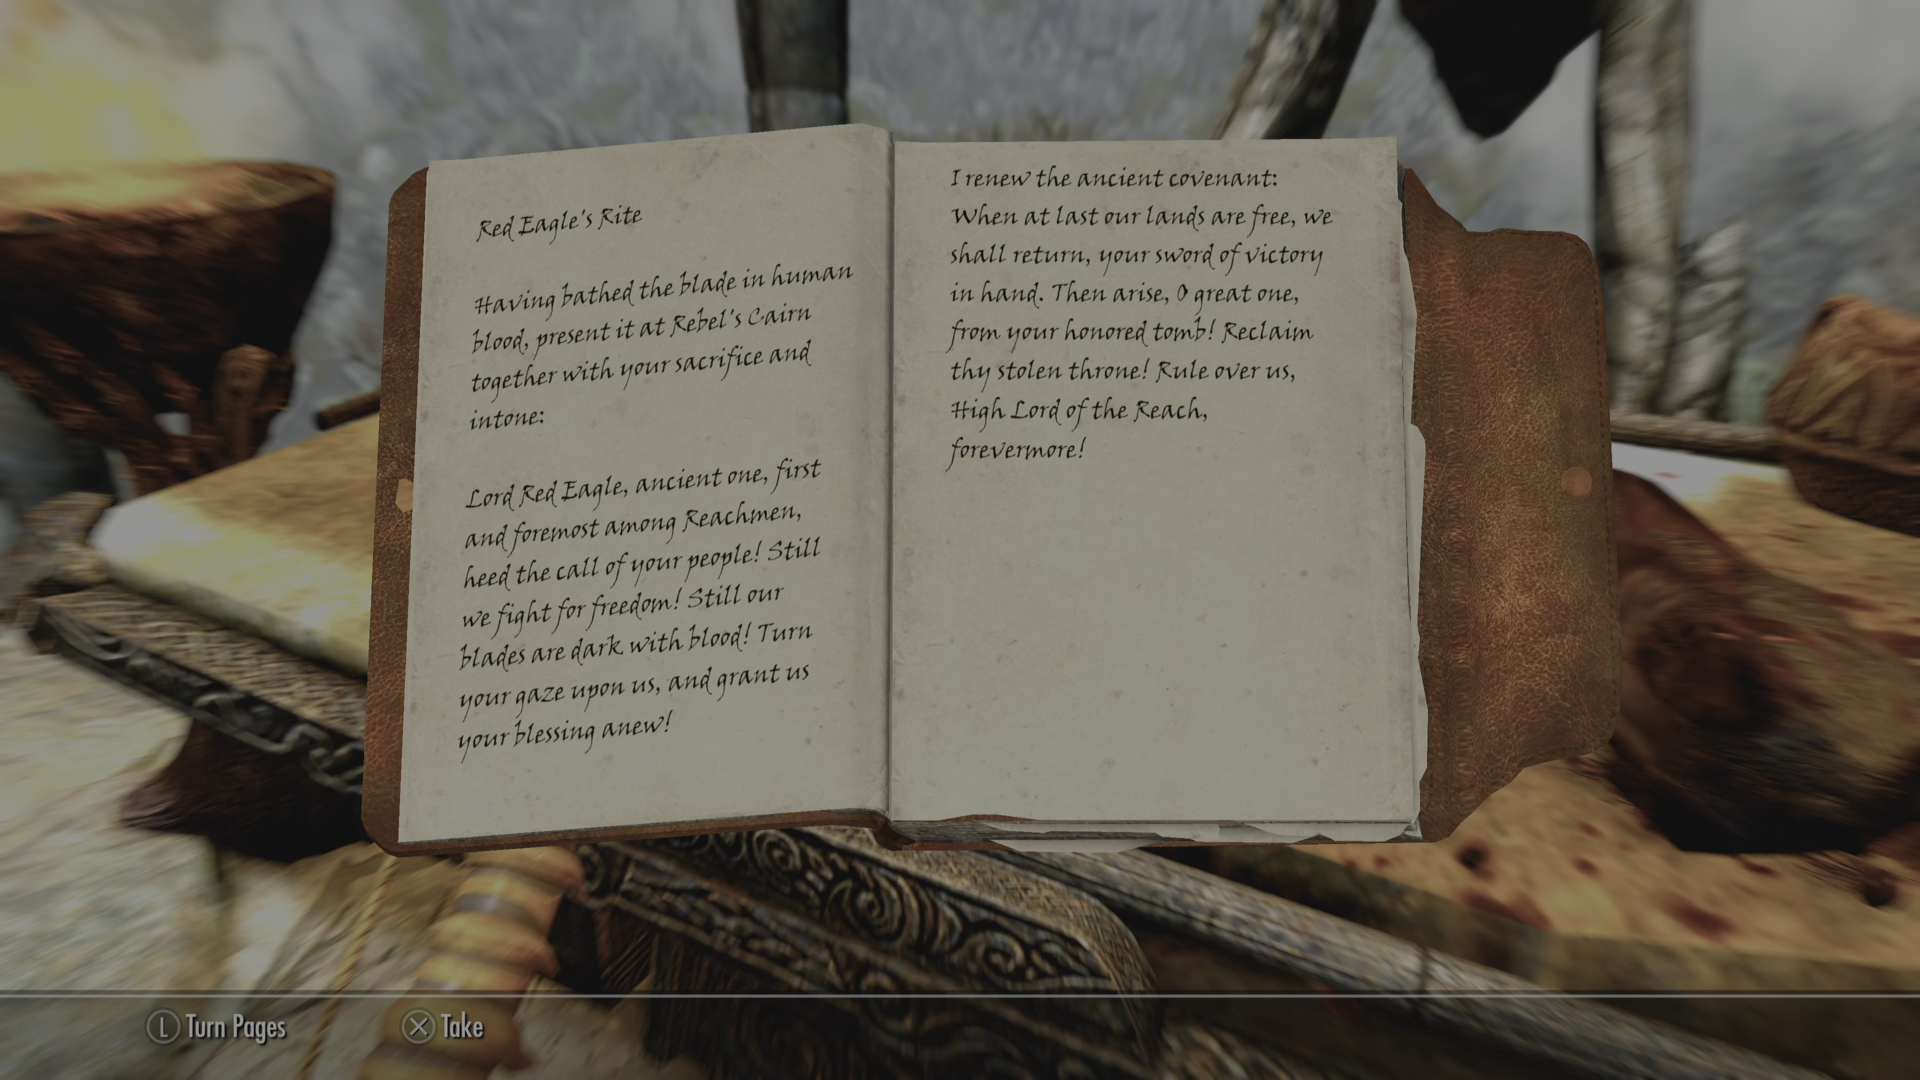 Red Eagle's Rite
Having bathed the blade in human
blood, present it at Rebel's Cairn
together with your sacrifice and
intone:
Lord Red Eagle, ancient one, first
and foremost among Reachmen,
heed the call of your people! Still
we fight for freedom! Still our
blades are dark with blood! Turn
your gaze upon us, and grant us
your blessing anew!
I renew the ancient covenant:
When at last our lands are free, we
shall return, your sword of victory
in hand. Then arise, O great one,
from your honored tomb! Reclaim
thy stolen throne! Rule over us,
High Lord of the Reach,
forevermore!
L Turn Pages
X Take